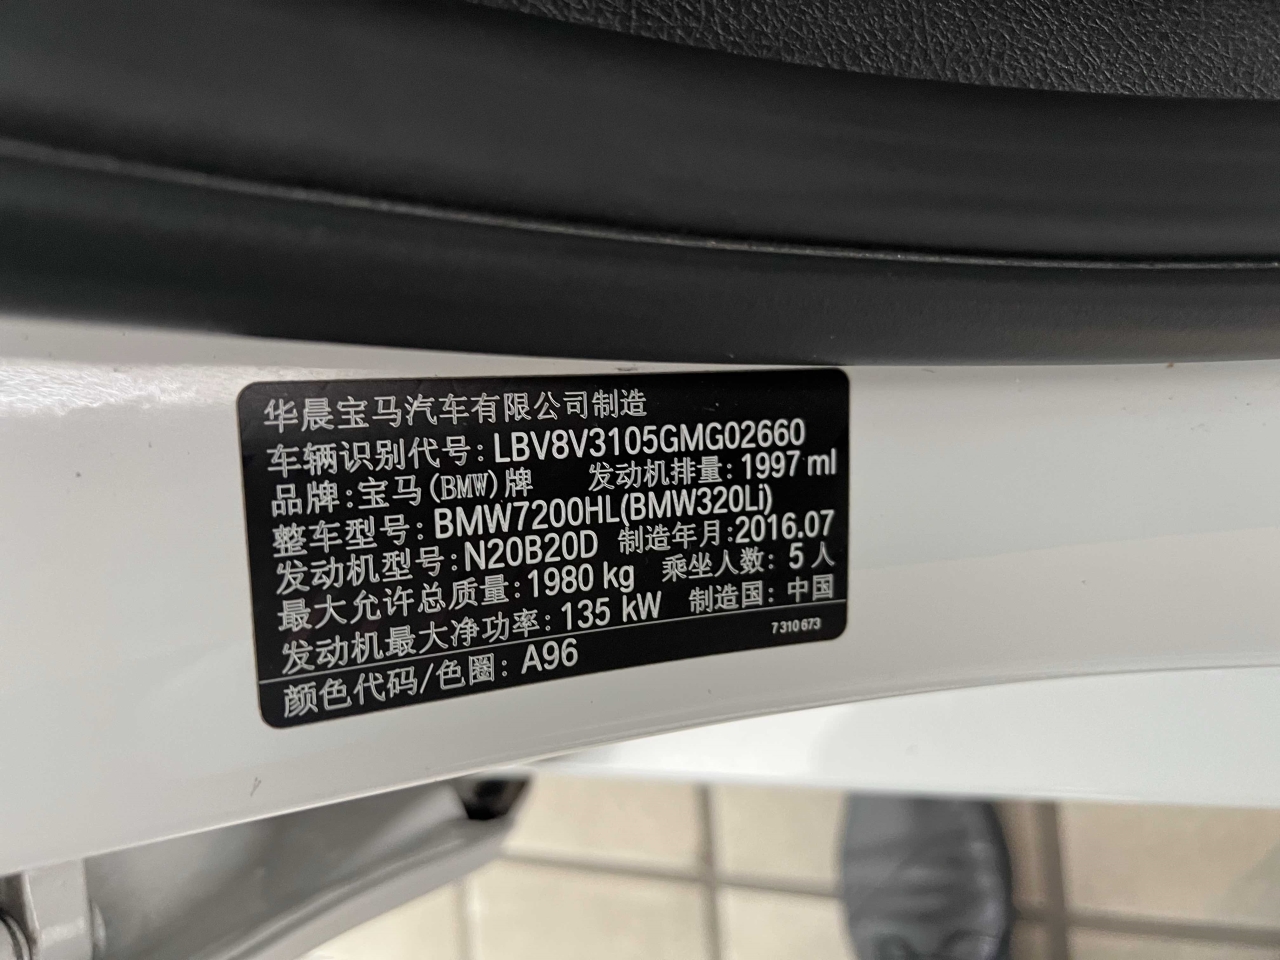 华晨宝马汽车有限公司制造
车辆识别代号: LBV8V3105GMG02660
品牌: 宝马(BMW)牌 发动机排量: 1997 ml
整车型号: BMW7200HL(BMW320Li)
发动机型号: N20B20D 制造年月: 2016.07
最大允许总质量: 1980 kg 乘坐人数: 5 人
发动机最大净功率: 135 kW 制造国: 中国
7 310 673
颜色代码/色圈: A96